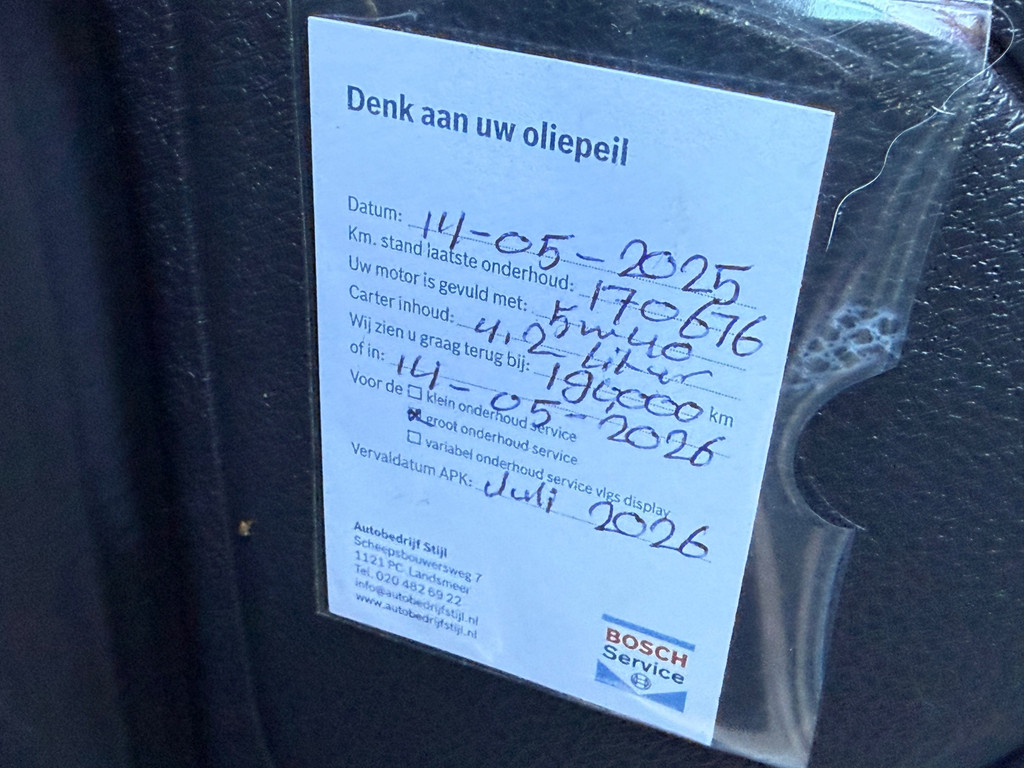 Denk aan uw oliepeil
Datum: 14-05-2025
Km. stand laatste onderhoud: 170676
Uw motor is gevuld met: 5w40
Carter inhoud: 4,2 Liter
Wij zien u graag terug bij: 190,000 km
of in: 14-05-2026
Voor de ☐ klein onderhoud service
☒ groot onderhoud service
☐ variabel onderhoud service vlgs display
Vervaldatum APK: Juli 2026
Autobedrijf Stijl
Scheepsbouwersweg 7
1121 PC Landsmeer
Tel. 020 482 69 22
info@autobedrijfstijl.nl
www.autobedrijfstijl.nl
BOSCH
Service